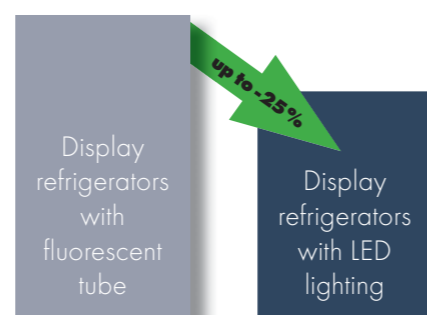 up to -25%
Display
refrigerators
with
fluorescent
tube
Display
refrigerators
with LED
lighting